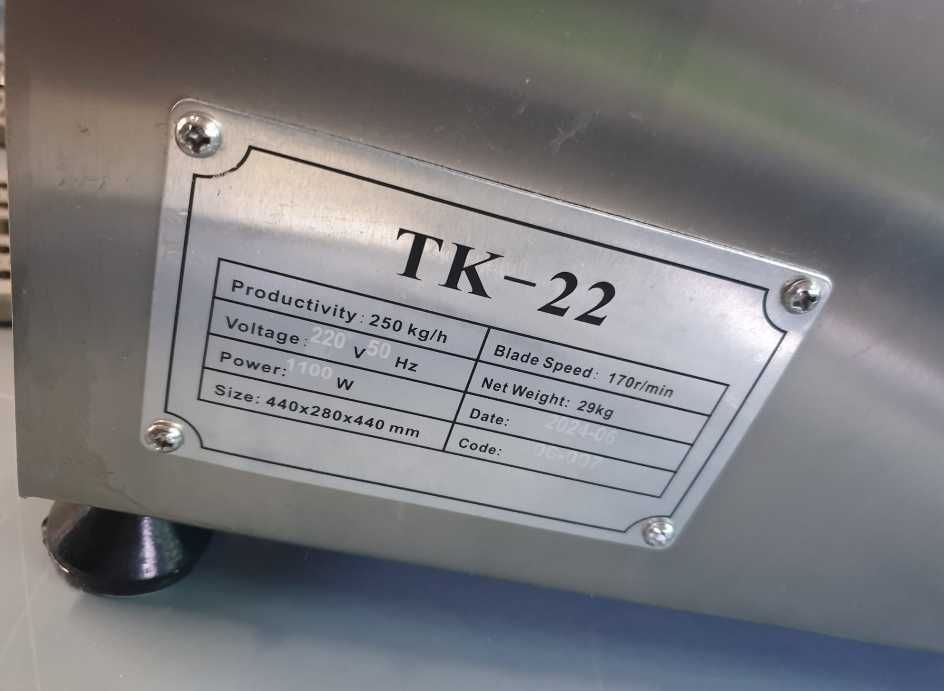 TK-22
Productivity: 250 kg/h
Blade Speed: 170r/min
Voltage: 220 V 50 Hz
Net Weight: 29kg
Power: 1100 W
Date: 2024-06
Size: 440x280x440 mm
Code: